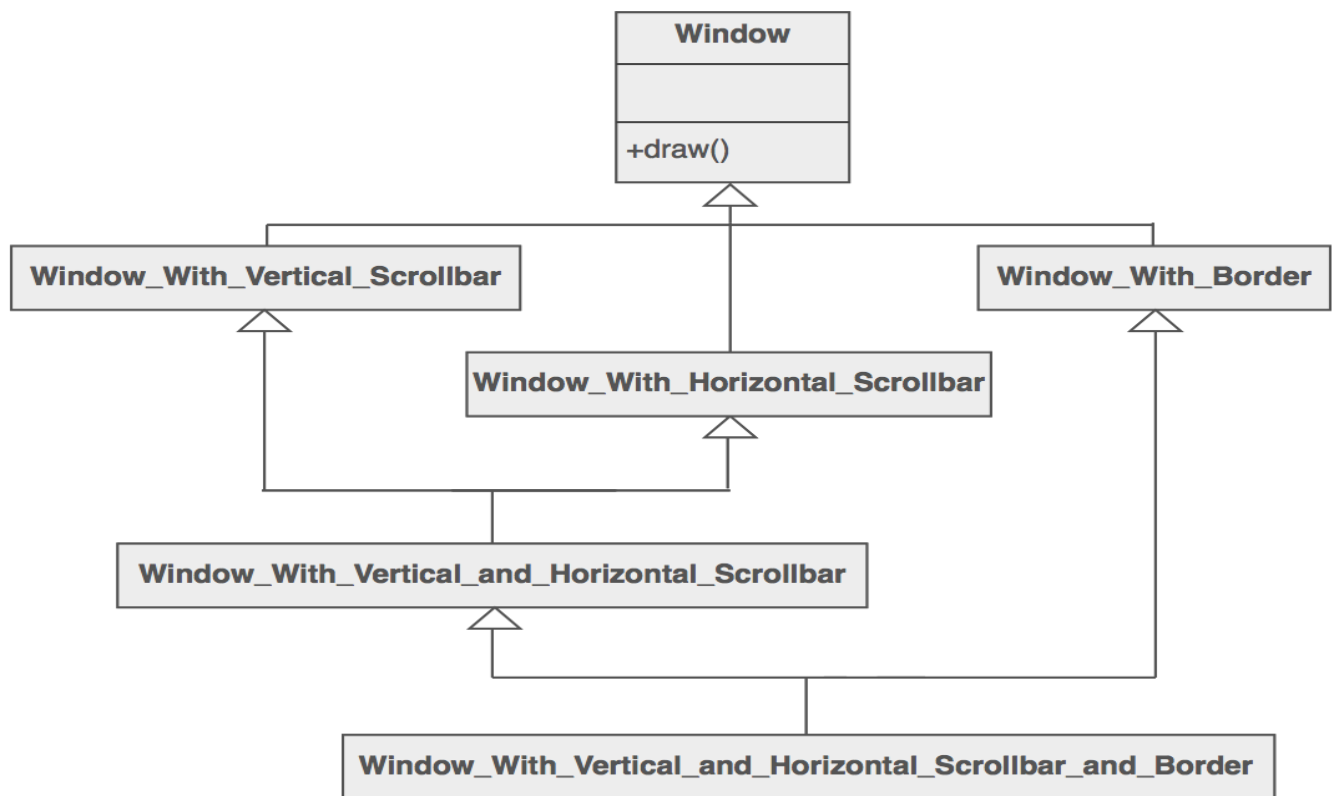 Window
+draw()
Window_With_Vertical_Scrollbar
Window_With_Border
Window_With_Horizontal_Scrollbar
Window_With_Vertical_and_Horizontal_Scrollbar
Window_With_Vertical_and_Horizontal_Scrollbar_and_Border